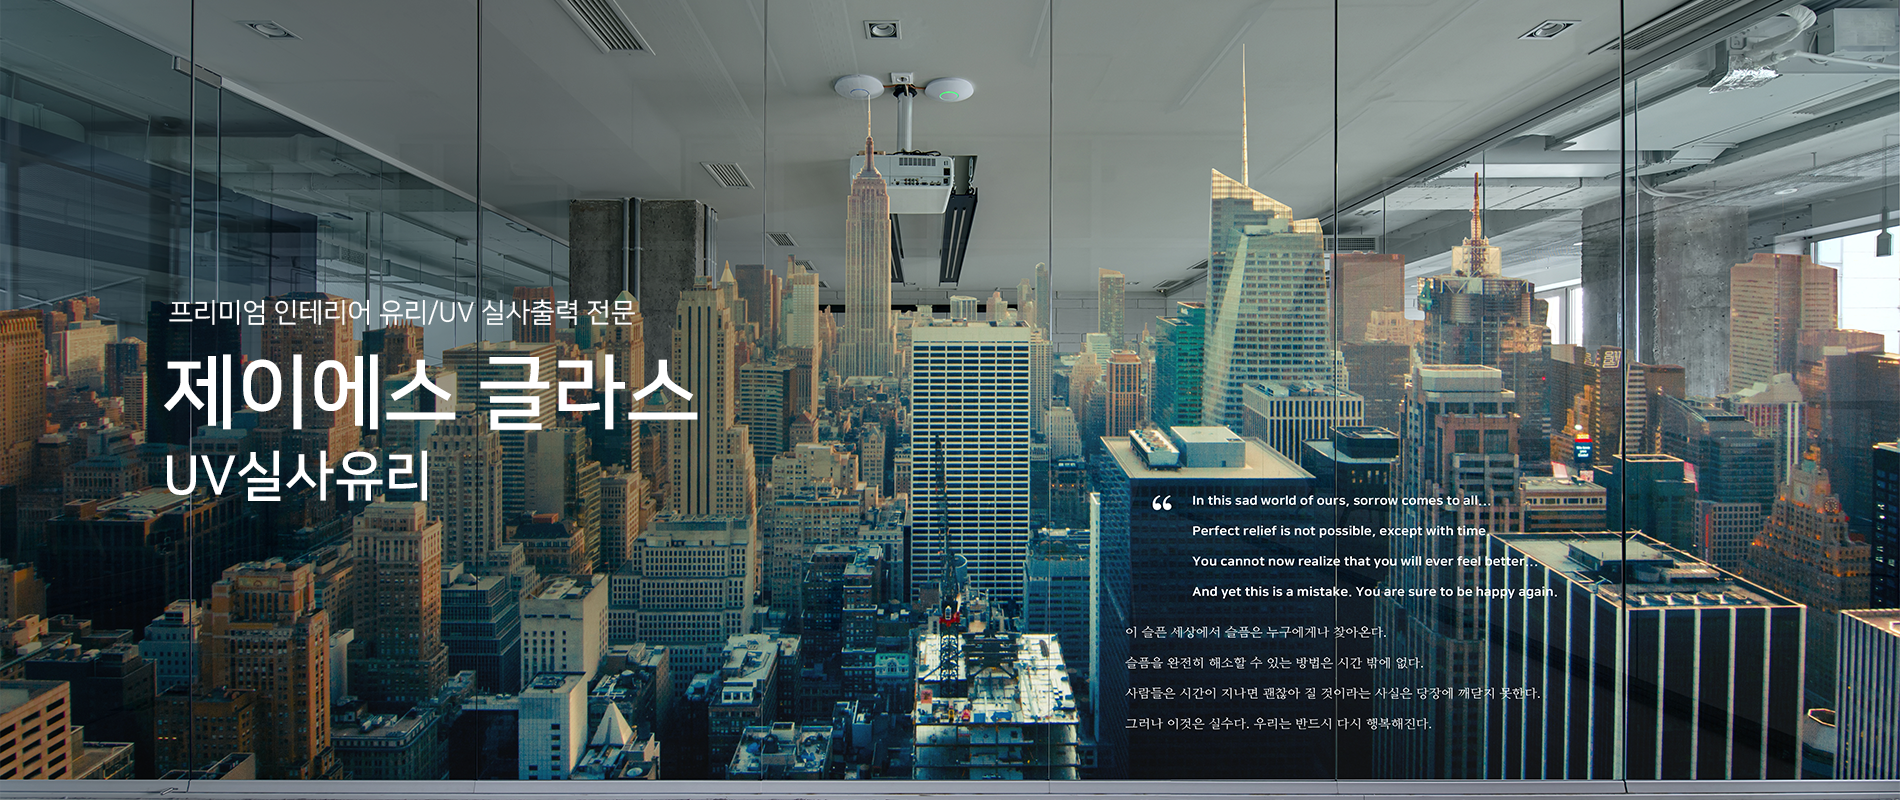 프리미엄 인테리어 유리/UV 실사출력 전문
제이에스 글라스
UV실사유리
“ In this sad world of ours, sorrow comes to all...
Perfect relief is not possible, except with time.
You cannot now realize that you will ever feel better...
And yet this is a mistake. You are sure to be happy again.
이 슬픈 세상에서 슬픔은 누구에게나 찾아온다.
슬픔을 완전히 해소할 수 있는 방법은 시간 밖에 없다.
사람들은 시간이 지나면 괜찮아 질 것이라는 사실은 당장에 깨닫지 못한다.
그러나 이것은 실수다. 우리는 반드시 다시 행복해진다.